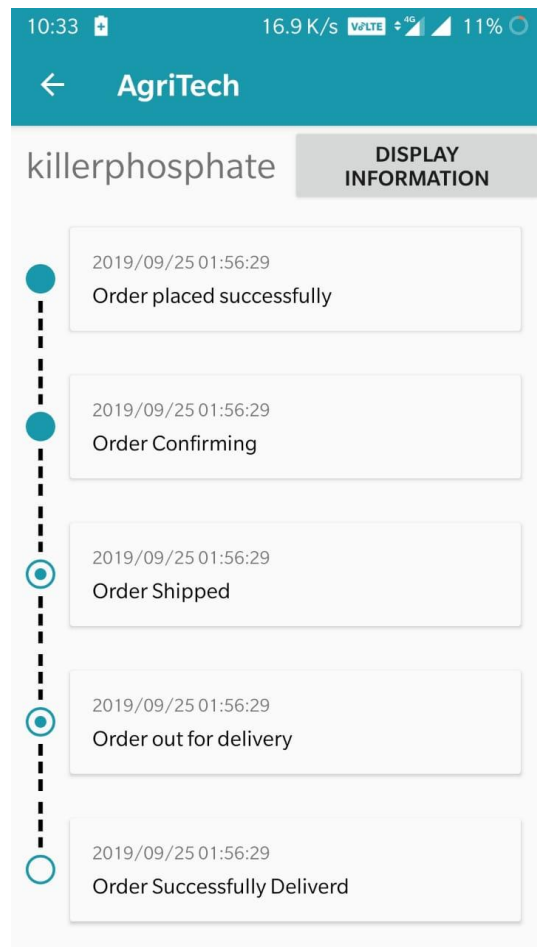 10:33 16.9 K/s VoLTE 4G 11%
AgriTech
killerphosphate
DISPLAY
INFORMATION
2019/09/25 01:56:29
Order placed successfully
2019/09/25 01:56:29
Order Confirming
2019/09/25 01:56:29
Order Shipped
2019/09/25 01:56:29
Order out for delivery
2019/09/25 01:56:29
Order Successfully Deliverd